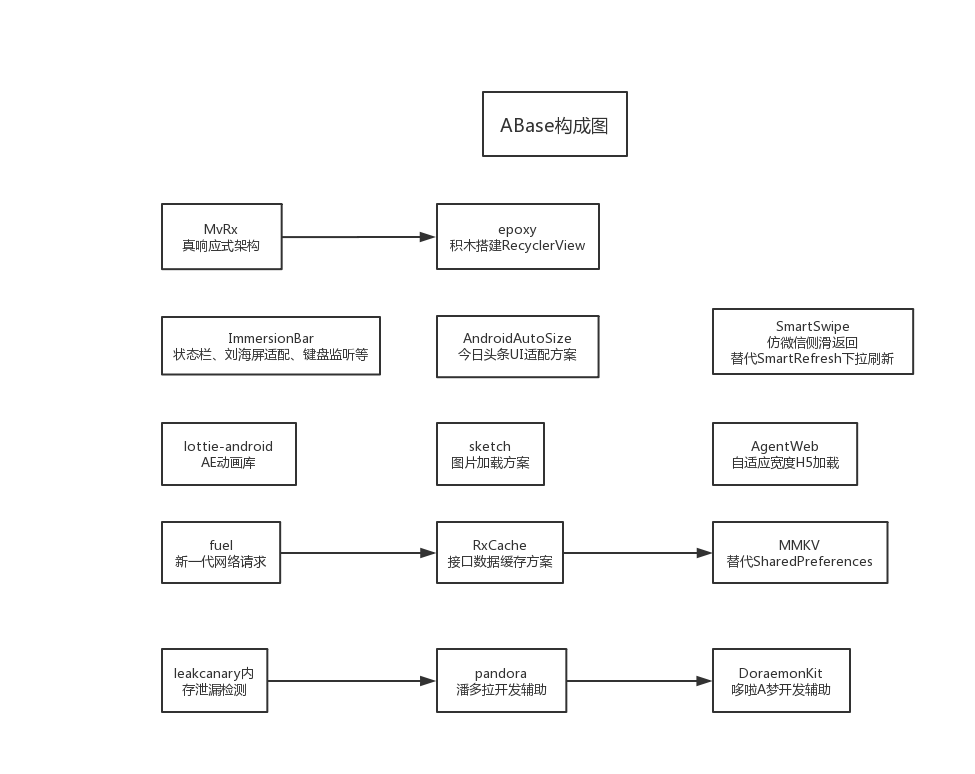 ABase构成图
MvRx
真响应式架构
epoxy
积木搭建RecyclerView
ImmersionBar
状态栏、刘海屏适配、键盘监听等
AndroidAutoSize
今日头条UI适配方案
SmartSwipe
仿微信侧滑返回
替代SmartRefresh下拉刷新
lottie-android
AE动画库
sketch
图片加载方案
AgentWeb
自适应宽度H5加载
fuel
新一代网络请求
RxCache
接口数据缓存方案
MMKV
替代SharedPreferences
leakcanary内
存泄漏检测
pandora
潘多拉开发辅助
DoraemonKit
哆啦A梦开发辅助